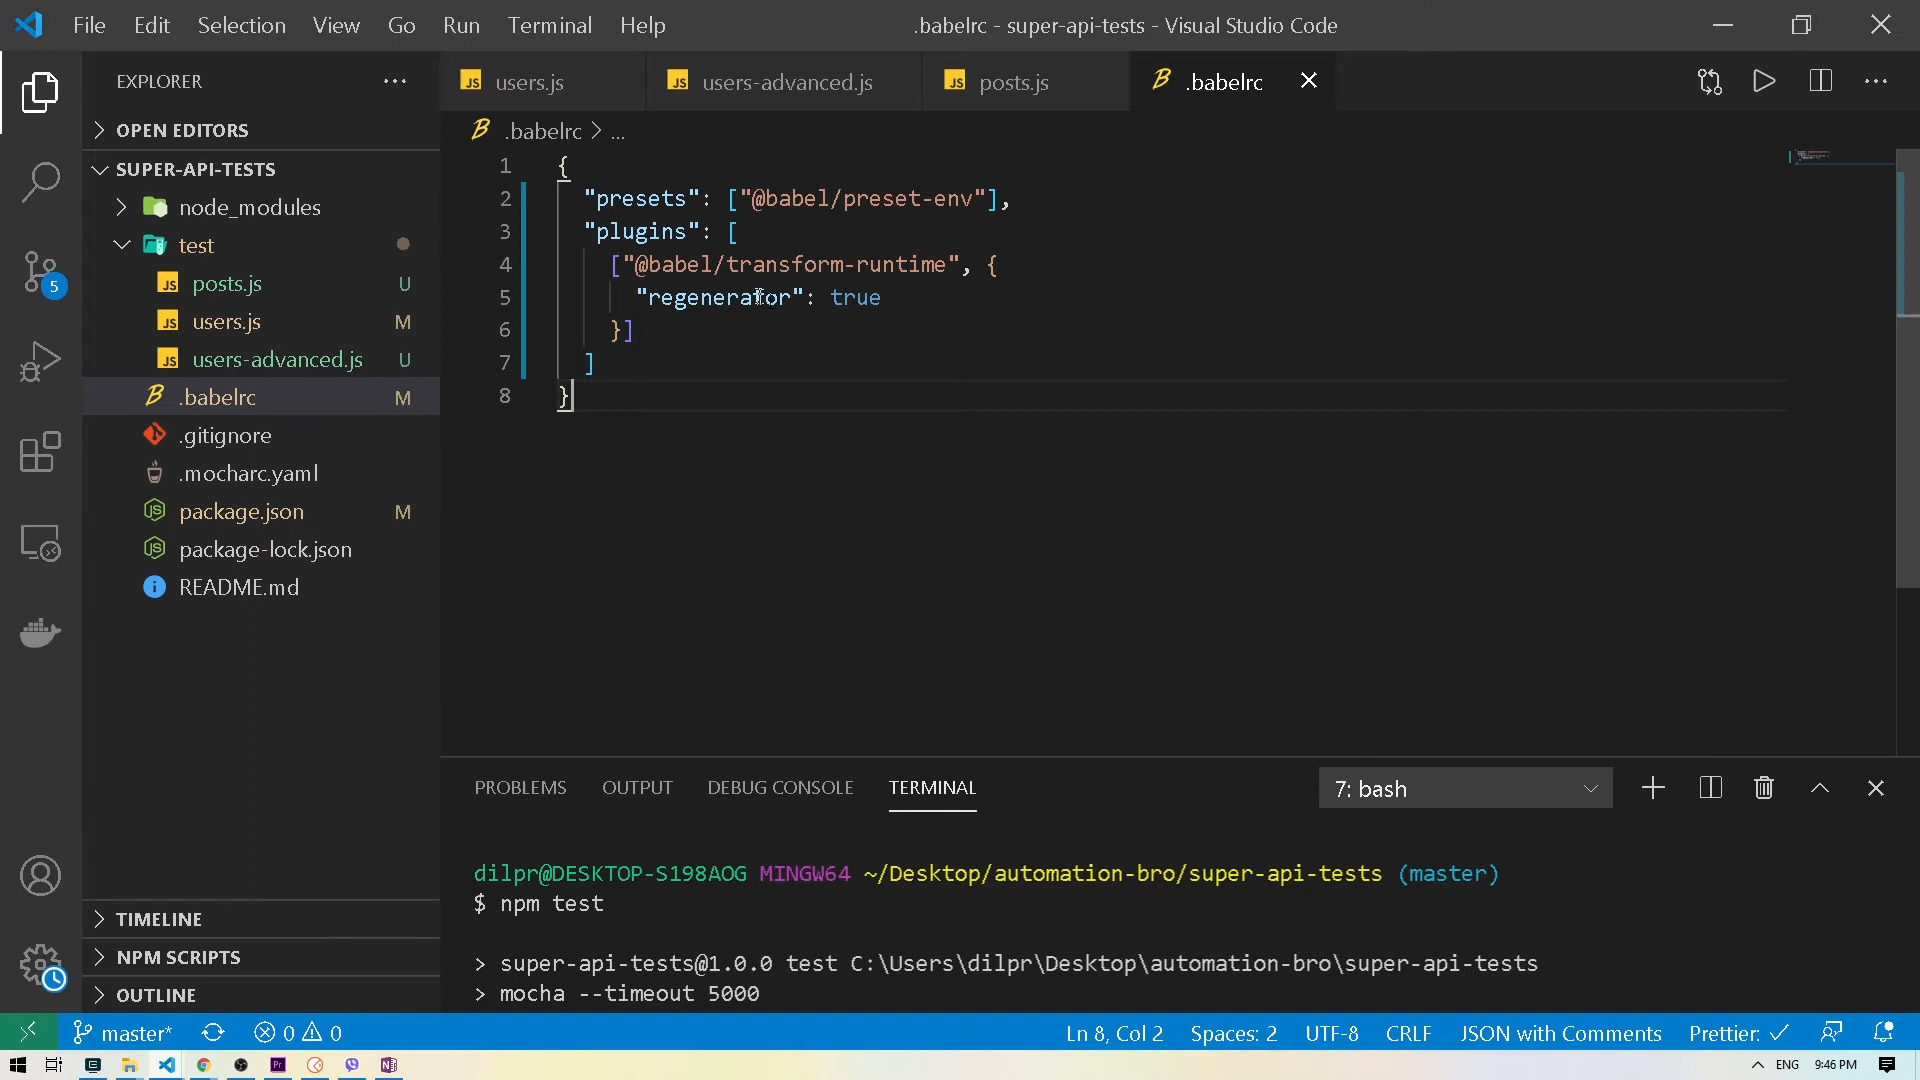 File Edit Selection View Go Run Terminal Help
.babelrc - super-api-tests - Visual Studio Code
EXPLORER
OPEN EDITORS
SUPER-API-TESTS
node_modules
test
posts.js U
users.js M
users-advanced.js U
.babelrc M
.gitignore
.mocharc.yaml
package.json M
package-lock.json
README.md
TIMELINE
NPM SCRIPTS
OUTLINE
5
JS users.js
JS users-advanced.js
JS posts.js
.babelrc
.babelrc > ...
1 {
2 "presets": ["@babel/preset-env"],
3 "plugins": [
4 ["@babel/transform-runtime", {
5 "regenerator": true
6 }]
7 ]
8 }
PROBLEMS OUTPUT DEBUG CONSOLE TERMINAL
7: bash
dilpr@DESKTOP-S198AOG MINGW64 ~/Desktop/automation-bro/super-api-tests (master)
$ npm test
> super-api-tests@1.0.0 test C:\Users\dilpr\Desktop\automation-bro\super-api-tests
> mocha --timeout 5000
master* 0 0
Ln 8, Col 2 Spaces: 2 UTF-8 CRLF JSON with Comments Prettier: ✓
ENG 9:46 PM